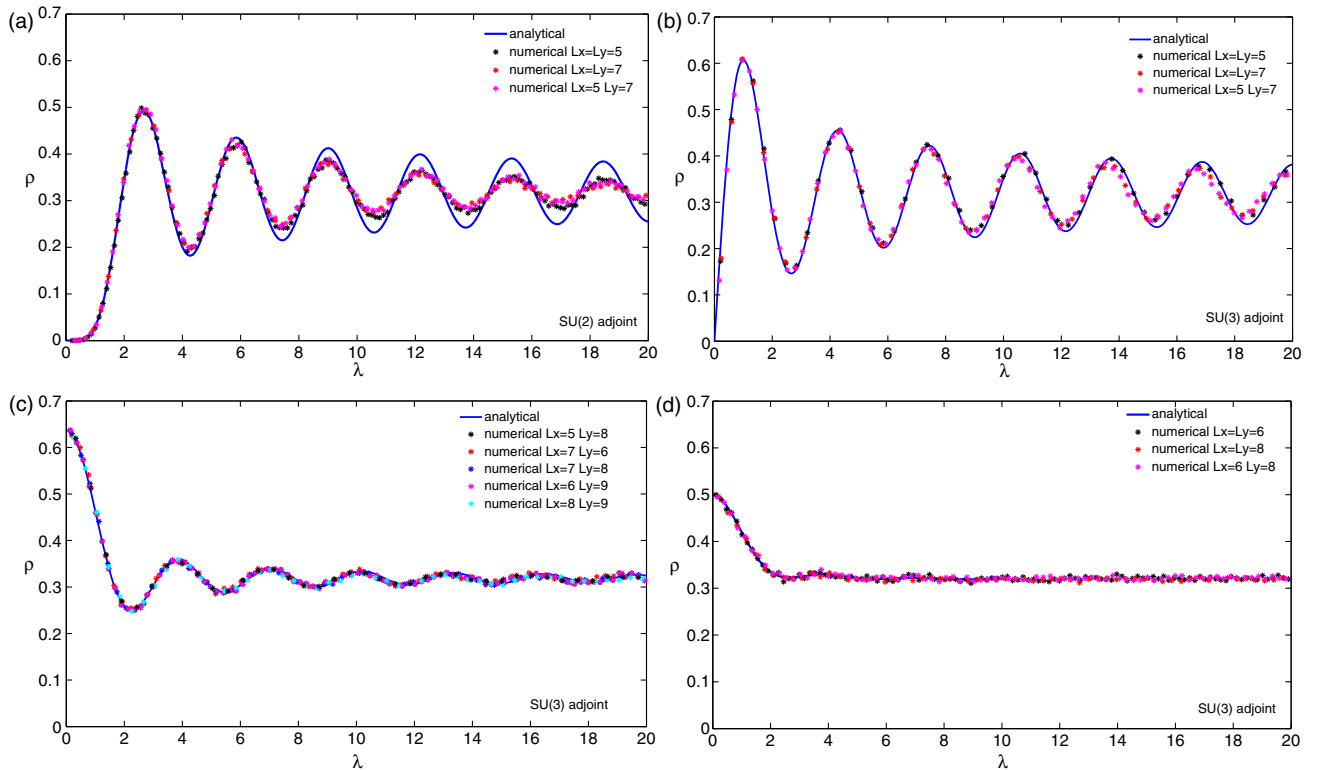 (a)
0.7
0.6
0.5
0.4
ρ
0.3
0.2
0.1
0
analytical
numerical Lx=Ly=5
numerical Lx=Ly=7
numerical Lx=5 Ly=7
SU(2) adjoint
0 2 4 6 8 10 12 14 16 18 20
λ
(b)
0.7
0.6
0.5
0.4
ρ
0.3
0.2
0.1
0
analytical
numerical Lx=Ly=5
numerical Lx=Ly=7
numerical Lx=5 Ly=7
SU(3) adjoint
0 2 4 6 8 10 12 14 16 18 20
λ
(c)
0.7
0.6
0.5
0.4
ρ
0.3
0.2
0.1
0
analytical
numerical Lx=5 Ly=8
numerical Lx=7 Ly=6
numerical Lx=7 Ly=8
numerical Lx=6 Ly=9
numerical Lx=8 Ly=9
SU(3) adjoint
0 2 4 6 8 10 12 14 16 18 20
λ
(d)
0.7
0.6
0.5
0.4
ρ
0.3
0.2
0.1
0
analytical
numerical Lx=Ly=6
numerical Lx=Ly=8
numerical Lx=6 Ly=8
SU(3) adjoint
0 2 4 6 8 10 12 14 16 18 20
λ